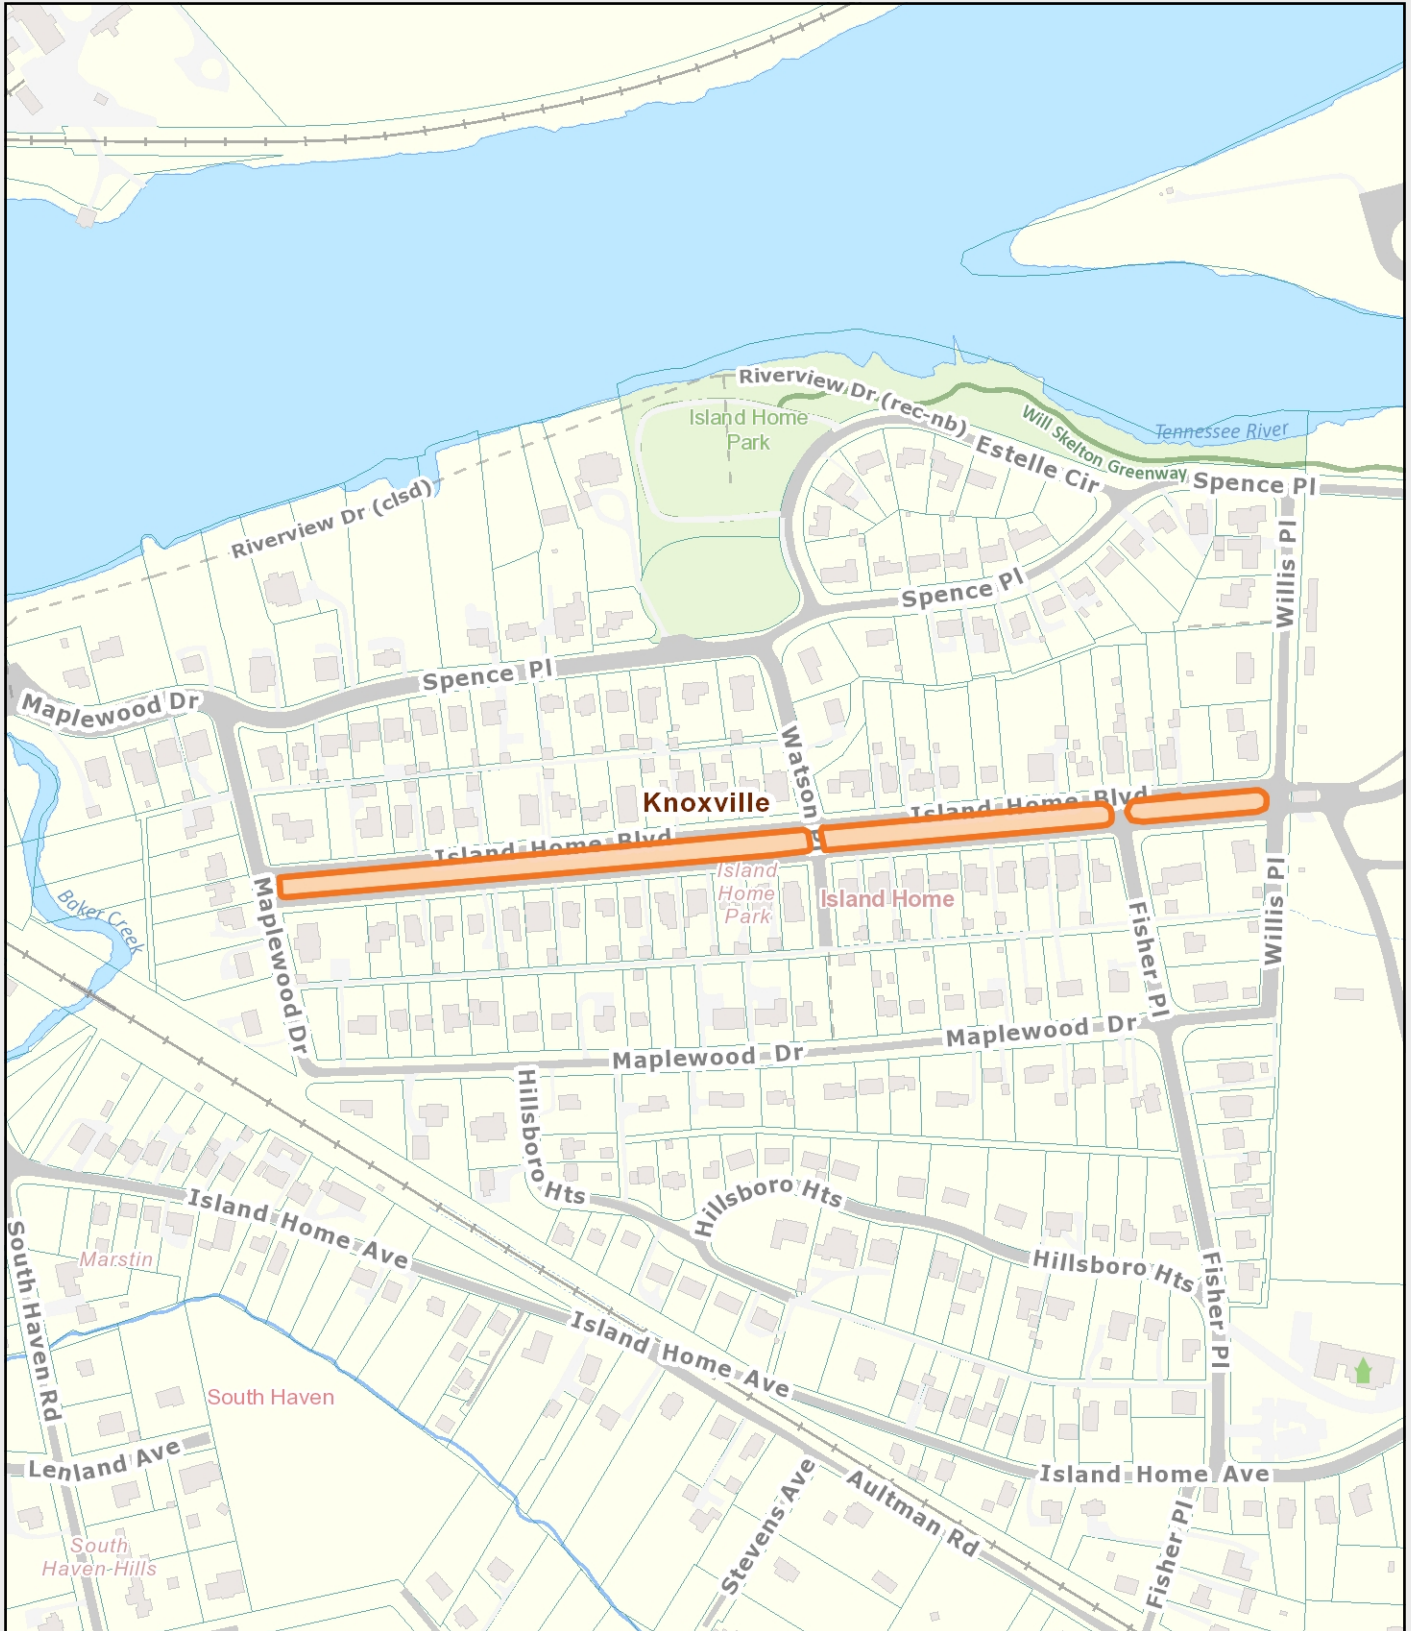 Riverview Dr (rec-nb)
Island Home
Park
Will Skelton Greenway
Tennessee River
Estelle Cir
Spence Pl
Riverview Dr (clsd)
Willis Pl
Spence Pl
Spence Pl
Maplewood Dr
Watson
Knoxville
Island Home Blvd
Island Home Blvd
Island
Home
Park
Island Home
Baker Creek
Maplewood Dr
Fisher Pl
Willis Pl
Maplewood Dr
Maplewood Dr
Hillsboro Hts
Hillsboro Hts
Island Home Ave
Marstin
Hillsboro Hts
Fisher Pl
South Haven Rd
Island Home Ave
South Haven
Lenland Ave
Island Home Ave
Stevens Ave
Aultman Rd
Fisher Pl
South
Haven Hills